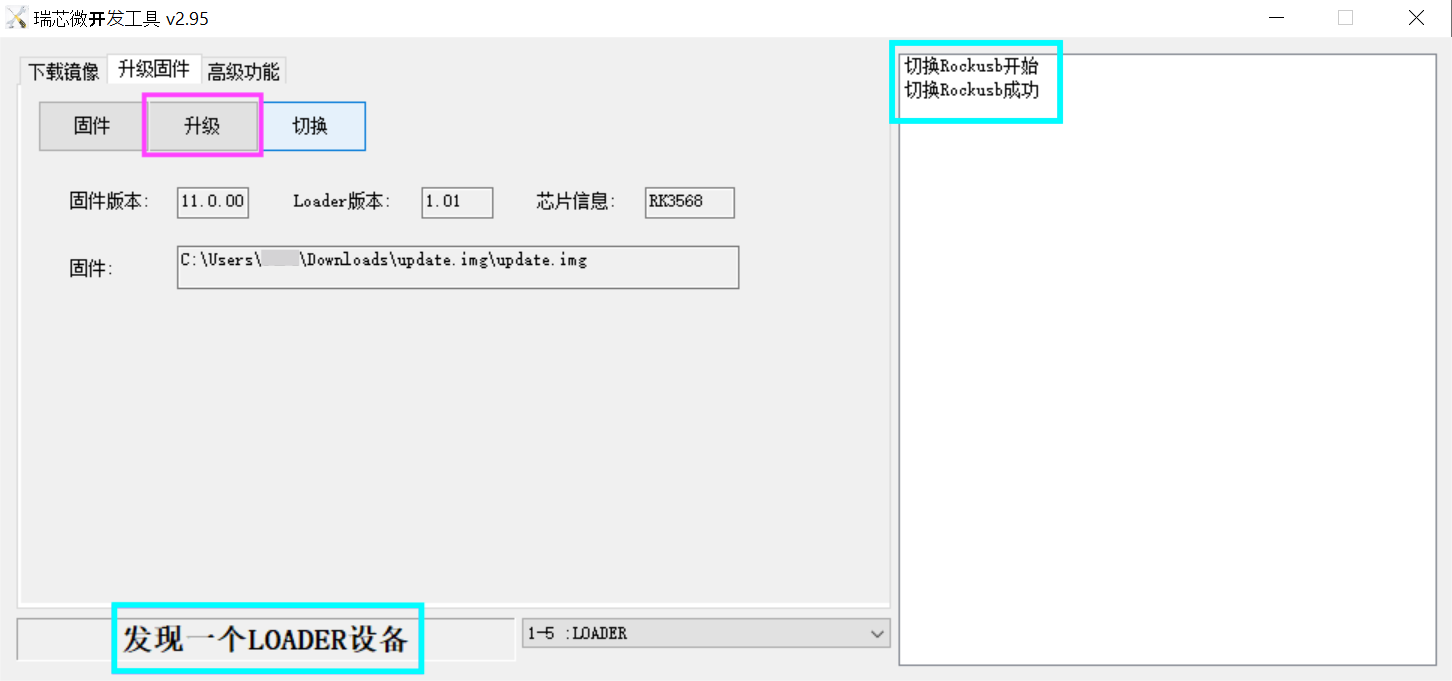 瑞芯微开发工具 v2.95
下载镜像 升级固件 高级功能
固件 升级 切换
固件版本: 11.0.00 Loader版本: 1.01 芯片信息: RK3568
固件: C:\Users\ \Downloads\update.img\update.img
发现一个LOADER设备 1-5 :LOADER
切换Rockusb开始
切换Rockusb成功